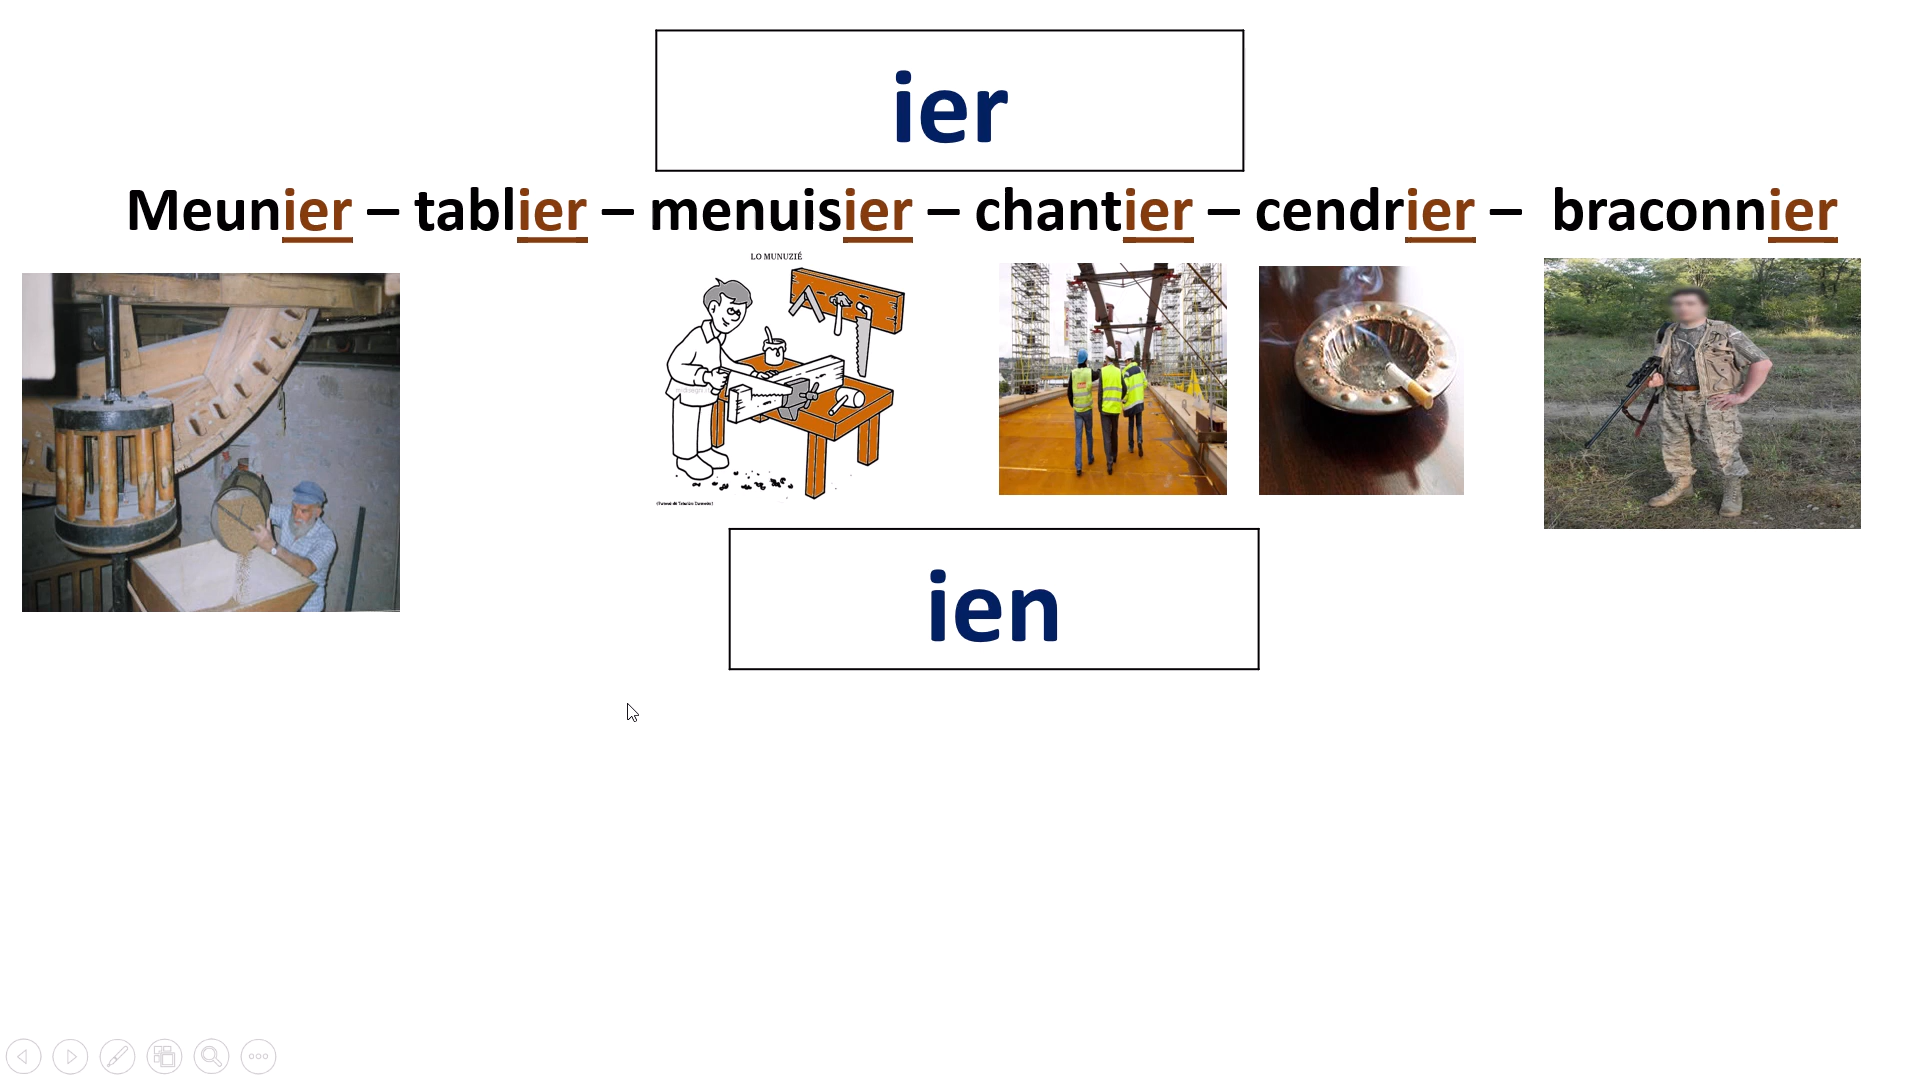 ier
Meunier – tablier – menuisier – chantier – cendrier – braconnier
LO MUNUZIÉ
ien